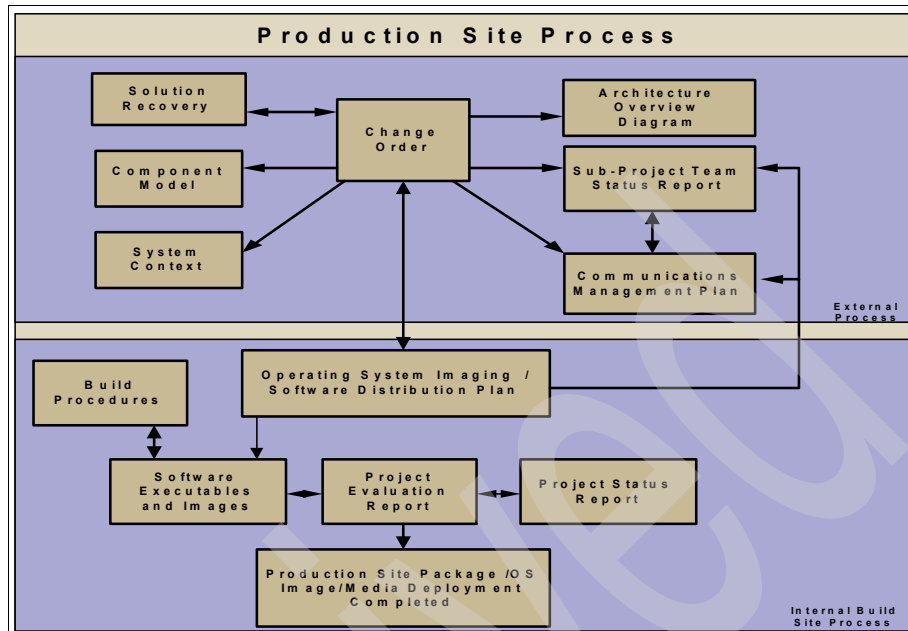 Production Site Process
Solution
Recovery
Change
Order
Architecture
Overview
Diagram
Component
Model
Sub-Project Team
Status Report
System
Context
Communications
Management Plan
External
Process
Build
Procedures
Operating System Imaging /
Software Distribution Plan
Software
Executables
and Images
Project
Evaluation
Report
Project Status
Report
Production Site Package /OS
Image/Media Deployment
Completed
Internal Build
Site Process